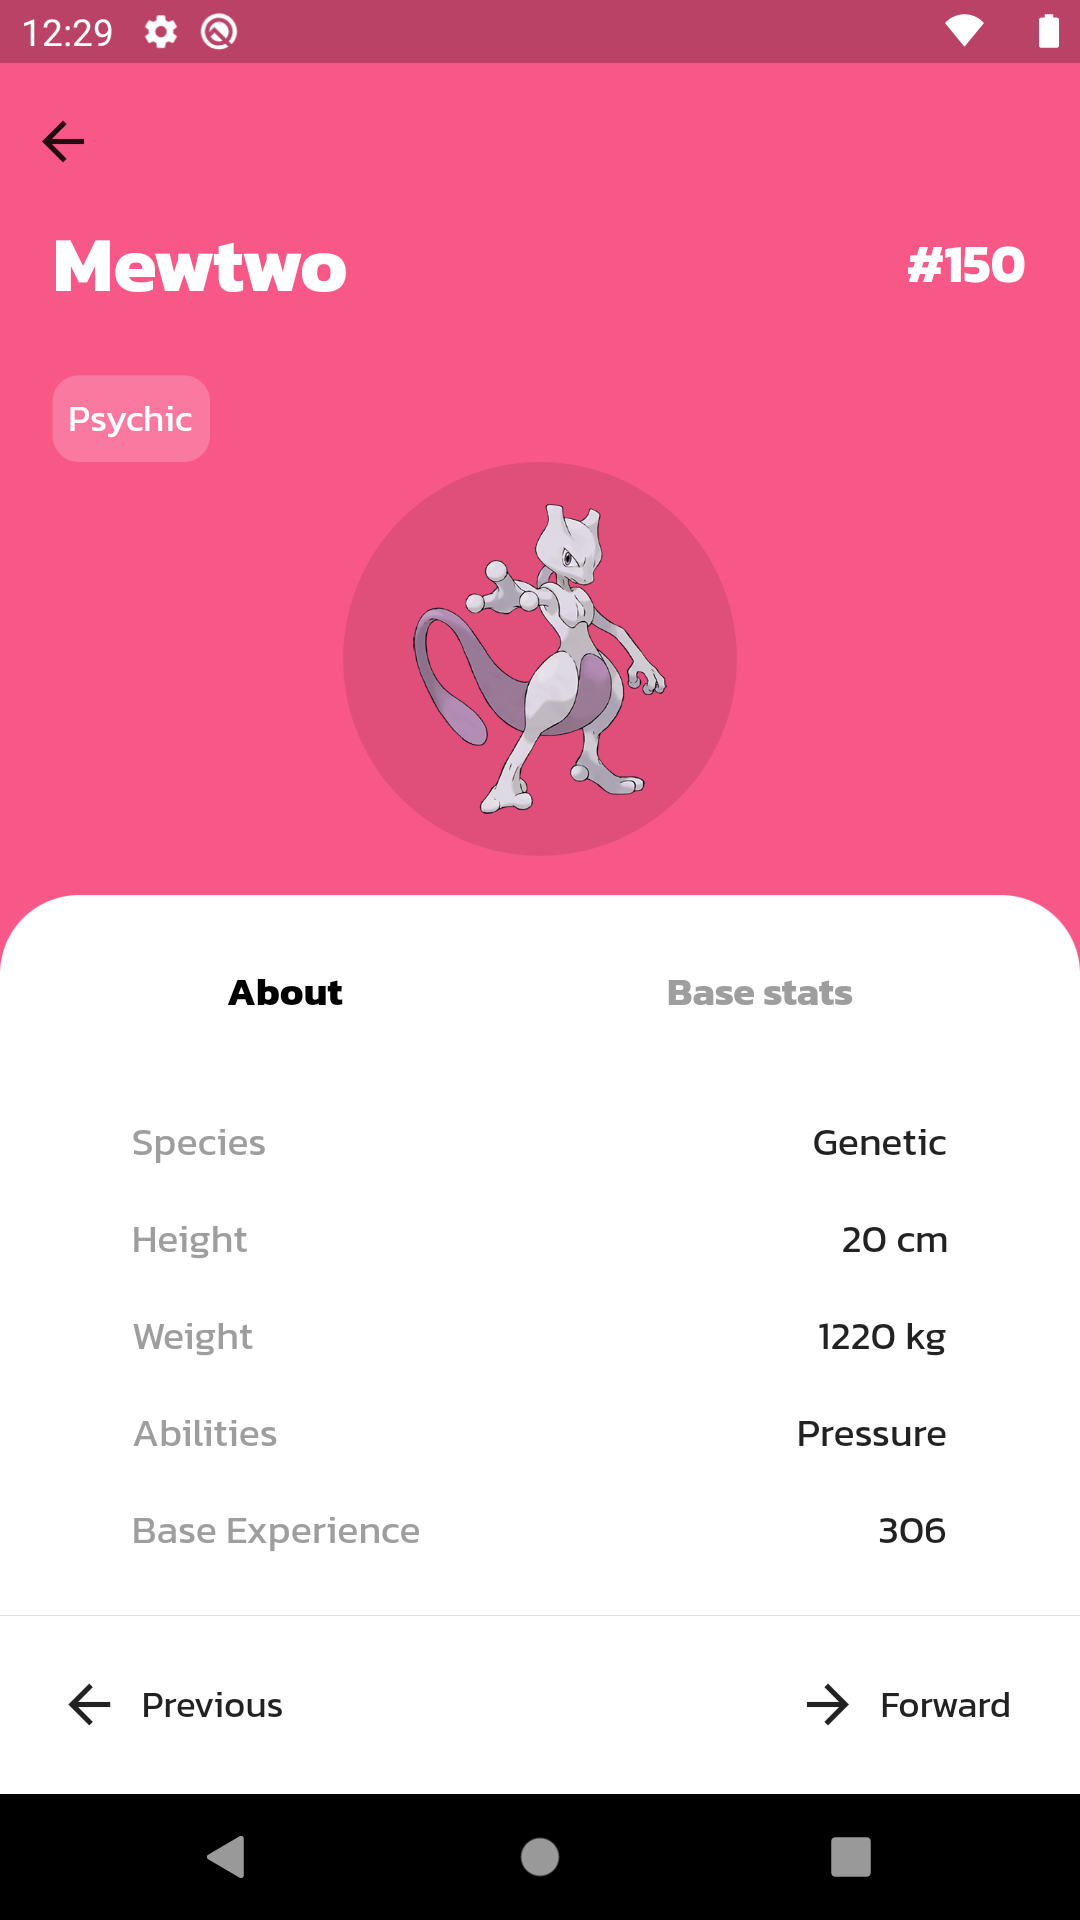 12:29
Mewtwo
#150
Psychic
About
Base stats
Species
Genetic
Height
20 cm
Weight
1220 kg
Abilities
Pressure
Base Experience
306
Previous
Forward